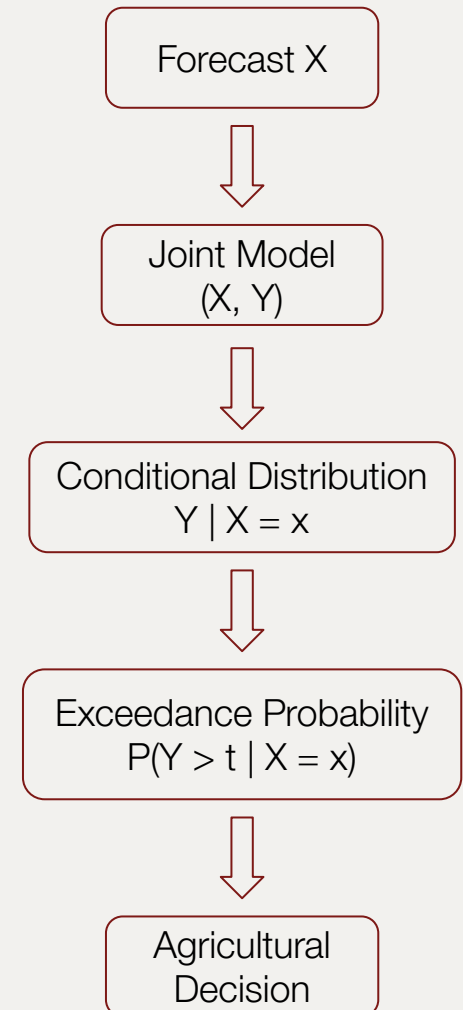 Forecast X
Joint Model
(X, Y)
Conditional Distribution
Y | X = x
Exceedance Probability
P(Y > t | X = x)
Agricultural
Decision